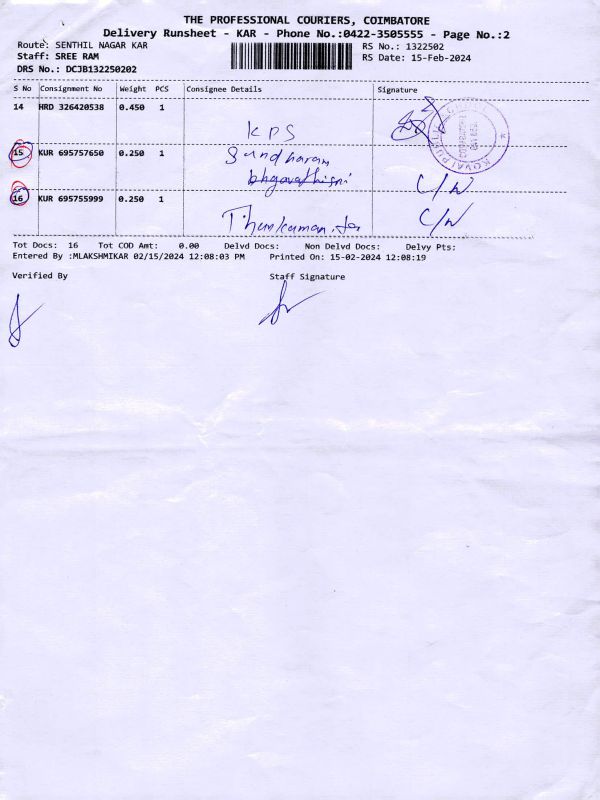 THE PROFESSIONAL COURIERS, COIMBATORE
Delivery Runsheet - KAR - Phone No.:0422-3505555 - Page No.:2
Route: SENTHIL NAGAR KAR
RS No.: 1322502
Staff: SREE RAM
RS Date: 15-Feb-2024
DRS No.: DCJB132250202
S No Consignment No Weight PCS Consignee Details Signature
14 HRD 326420538 0.450 1
KPS
15 KUR 695757650 0.250 1 Sundharam
C/N
16 KUR 695755999 0.250 1
C/N
Tot Docs: 16 Tot COD Amt: 0.00 Delvd Docs: Non Delvd Docs: Delvy Pts:
Entered By :MLAKSHMIKAR 02/15/2024 12:08:03 PM Printed On: 15-02-2024 12:08:19
Verified By Staff Signature